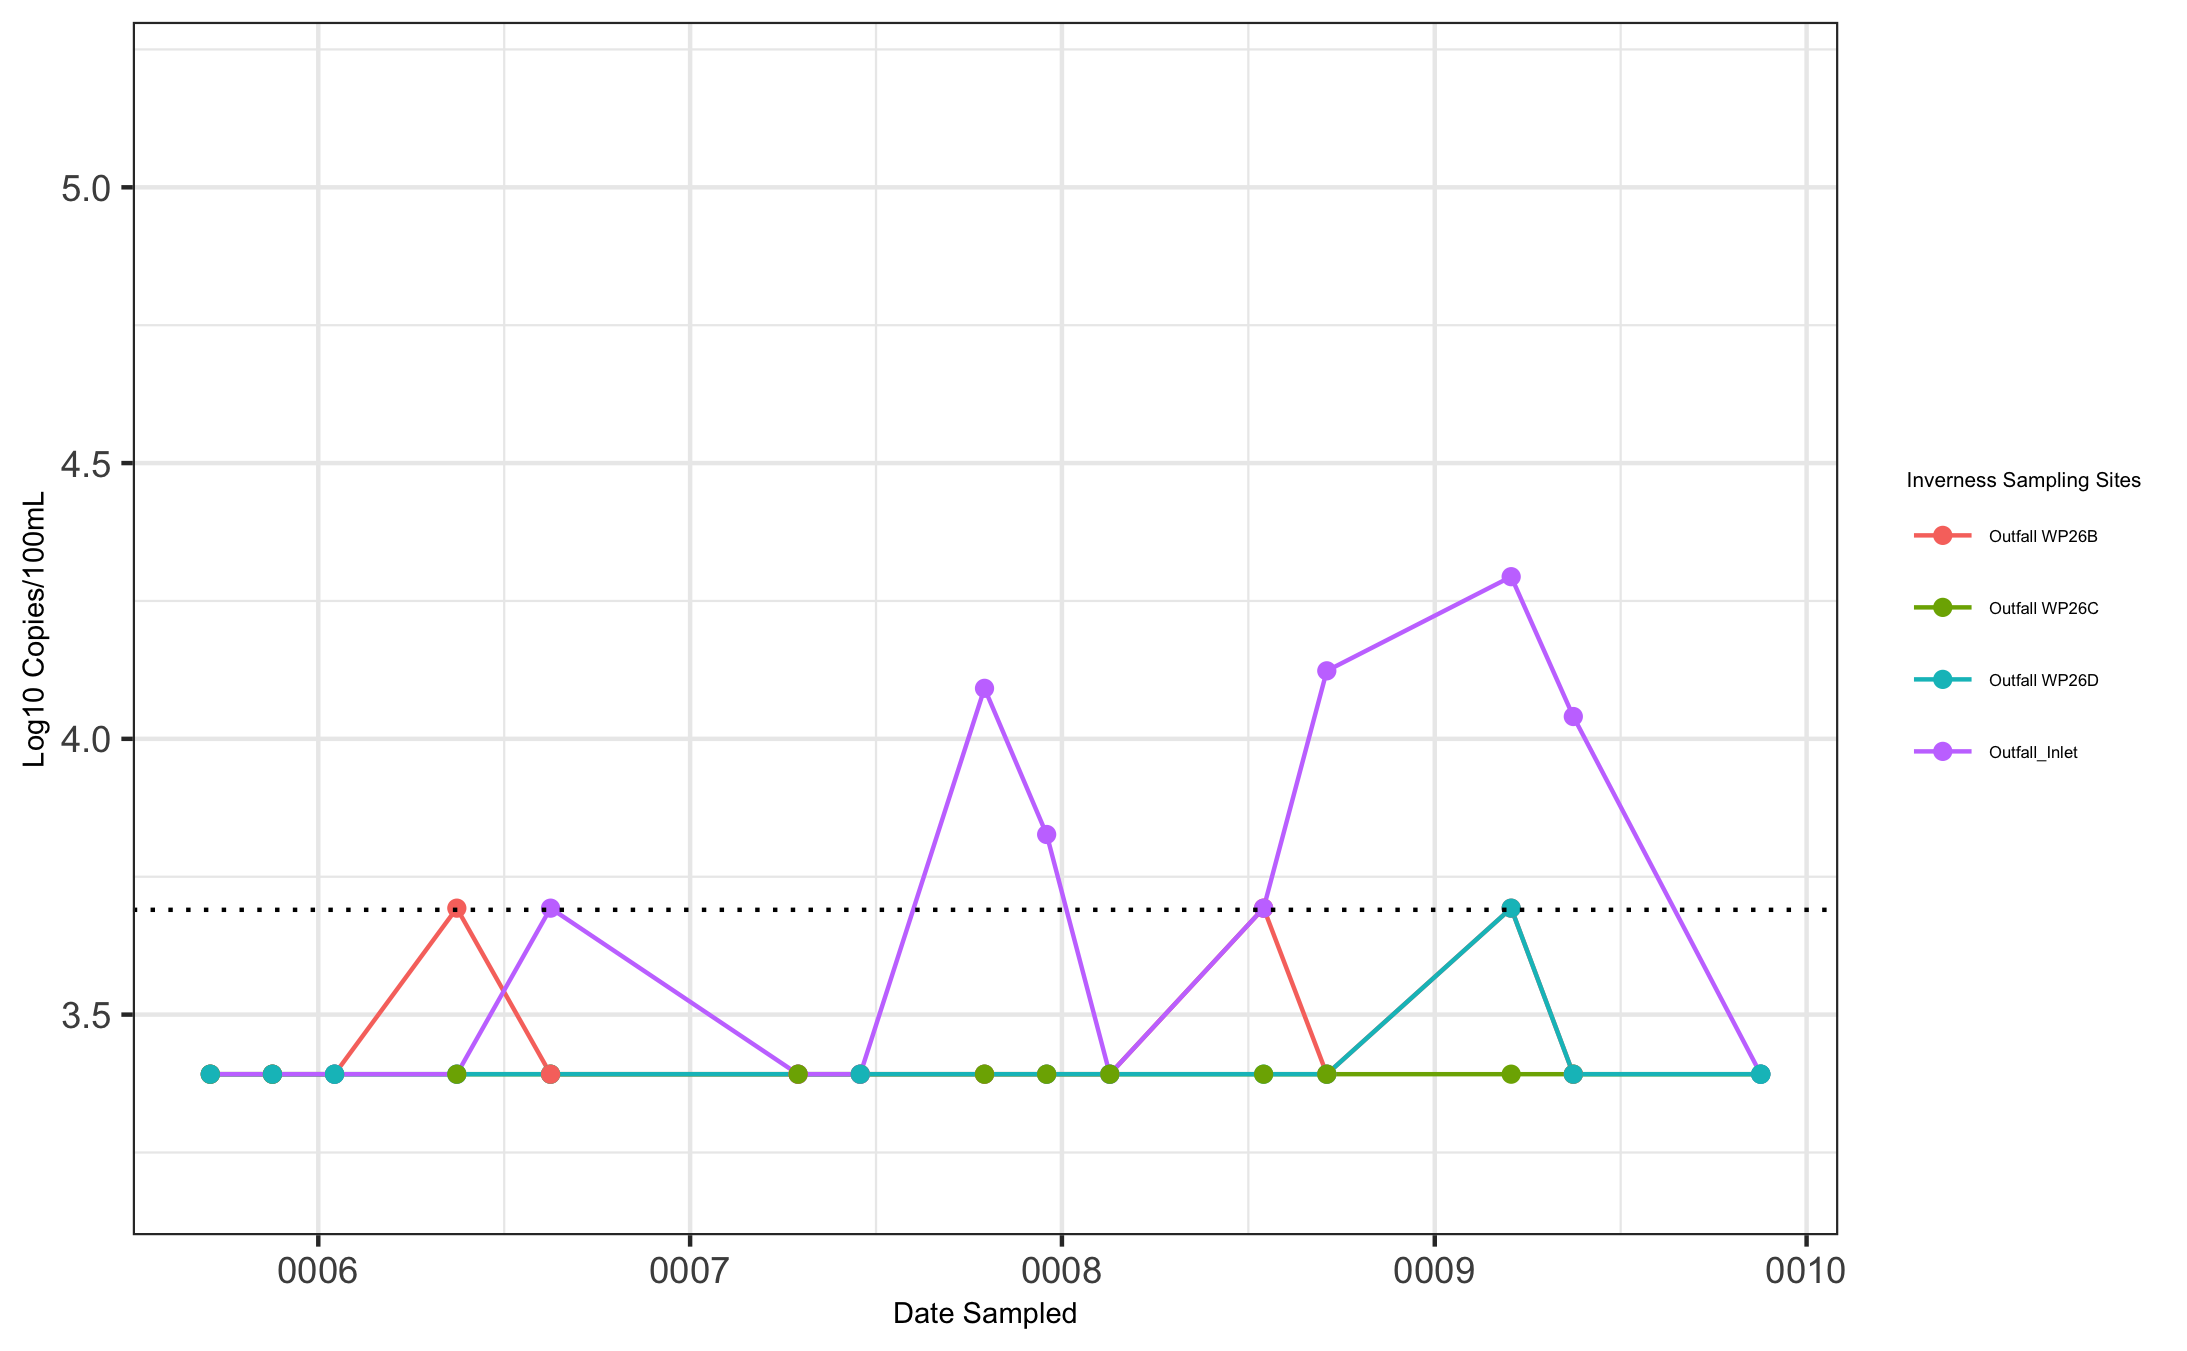 5.0
4.5
4.0
3.5
Log10 Copies/100mL
0006
0007
0008
0009
0010
Date Sampled
Inverness Sampling Sites
Outfall WP26B
Outfall WP26C
Outfall WP26D
Outfall_Inlet